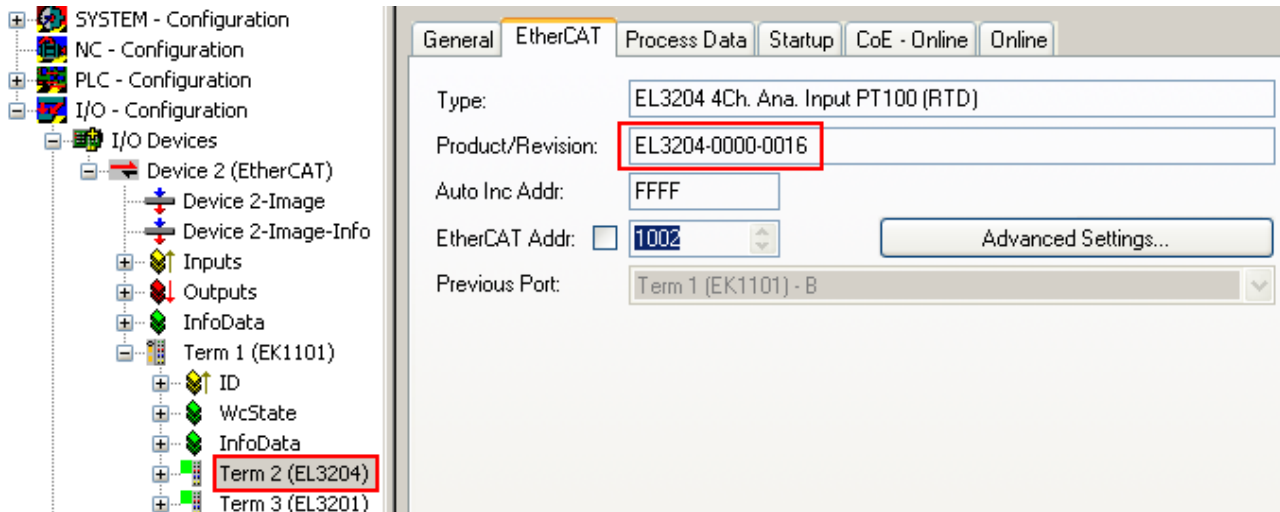 SYSTEM - Configuration
NC - Configuration
PLC - Configuration
I/O - Configuration
I/O Devices
Device 2 (EtherCAT)
Device 2-Image
Device 2-Image-Info
Inputs
Outputs
InfoData
Term 1 (EK1101)
ID
WcState
InfoData
Term 2 (EL3204)
Term 3 (EL3201)
General EtherCAT Process Data Startup CoE - Online Online
Type: EL3204 4Ch. Ana. Input PT100 (RTD)
Product/Revision: EL3204-0000-0016
Auto Inc Addr: FFFF
EtherCAT Addr: 1002 Advanced Settings...
Previous Port: Term 1 (EK1101) - B